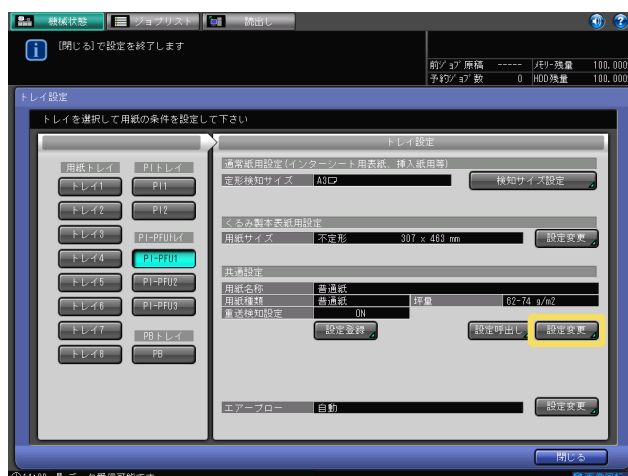 機械状態 ジョブリスト 読出し
[閉じる]で設定を終了します
前ジョブ原稿 ----- メモリー残量 100.000
予約ジョブ数 0 HDD残量 100.000
トレイ設定
トレイを選択して用紙の条件を設定して下さい
トレイ設定
用紙トレイ PIトレイ
トレイ1 PI1
トレイ2 PI2
トレイ3 PI-PFUトレイ
トレイ4 PI-PFU1
トレイ5 PI-PFU2
トレイ6 PI-PFU3
トレイ7 PBトレイ
トレイ8 PB
通常紙用設定(インターシート用表紙、挿入紙用等)
定形検知サイズ A3 検知サイズ設定
くるみ製本表紙用設定
用紙サイズ 不定形 307 x 463 mm 設定変更
共通設定
用紙名称 普通紙
用紙種類 普通紙 坪量 62-74 g/m2
重送検知設定 ON
設定登録 設定呼出し 設定変更
エアーブロー 自動 設定変更
閉じる